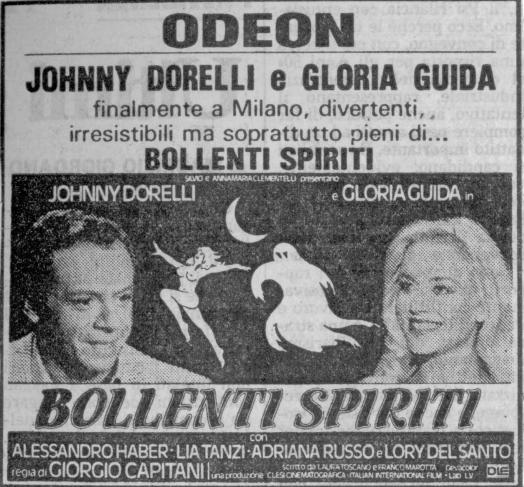 ODEON
JOHNNY DORELLI e GLORIA GUIDA
finalmente a Milano, divertenti,
irresistibili ma soprattutto pieni di...
BOLLENTI SPIRITI
SILVIO e ANNAMARIA CLEMENTELLI presentano
JOHNNY DORELLI e GLORIA GUIDA in
BOLLENTI SPIRITI
con
ALESSANDRO HABER · LIA TANZI · ADRIANA RUSSO e LORY DEL SANTO
regia di GIORGIO CAPITANI
scritto da LAURA TOSCANO e FRANCO MAROTTA
una produzione CLESI CINEMATOGRAFICA · ITALIAN INTERNATIONAL FILM